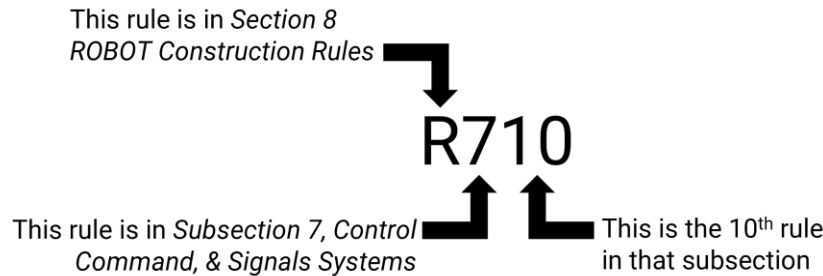 This rule is in Section 8
ROBOT Construction Rules
R710
This rule is in Subsection 7, Control
Command, & Signals Systems
This is the 10th rule
in that subsection